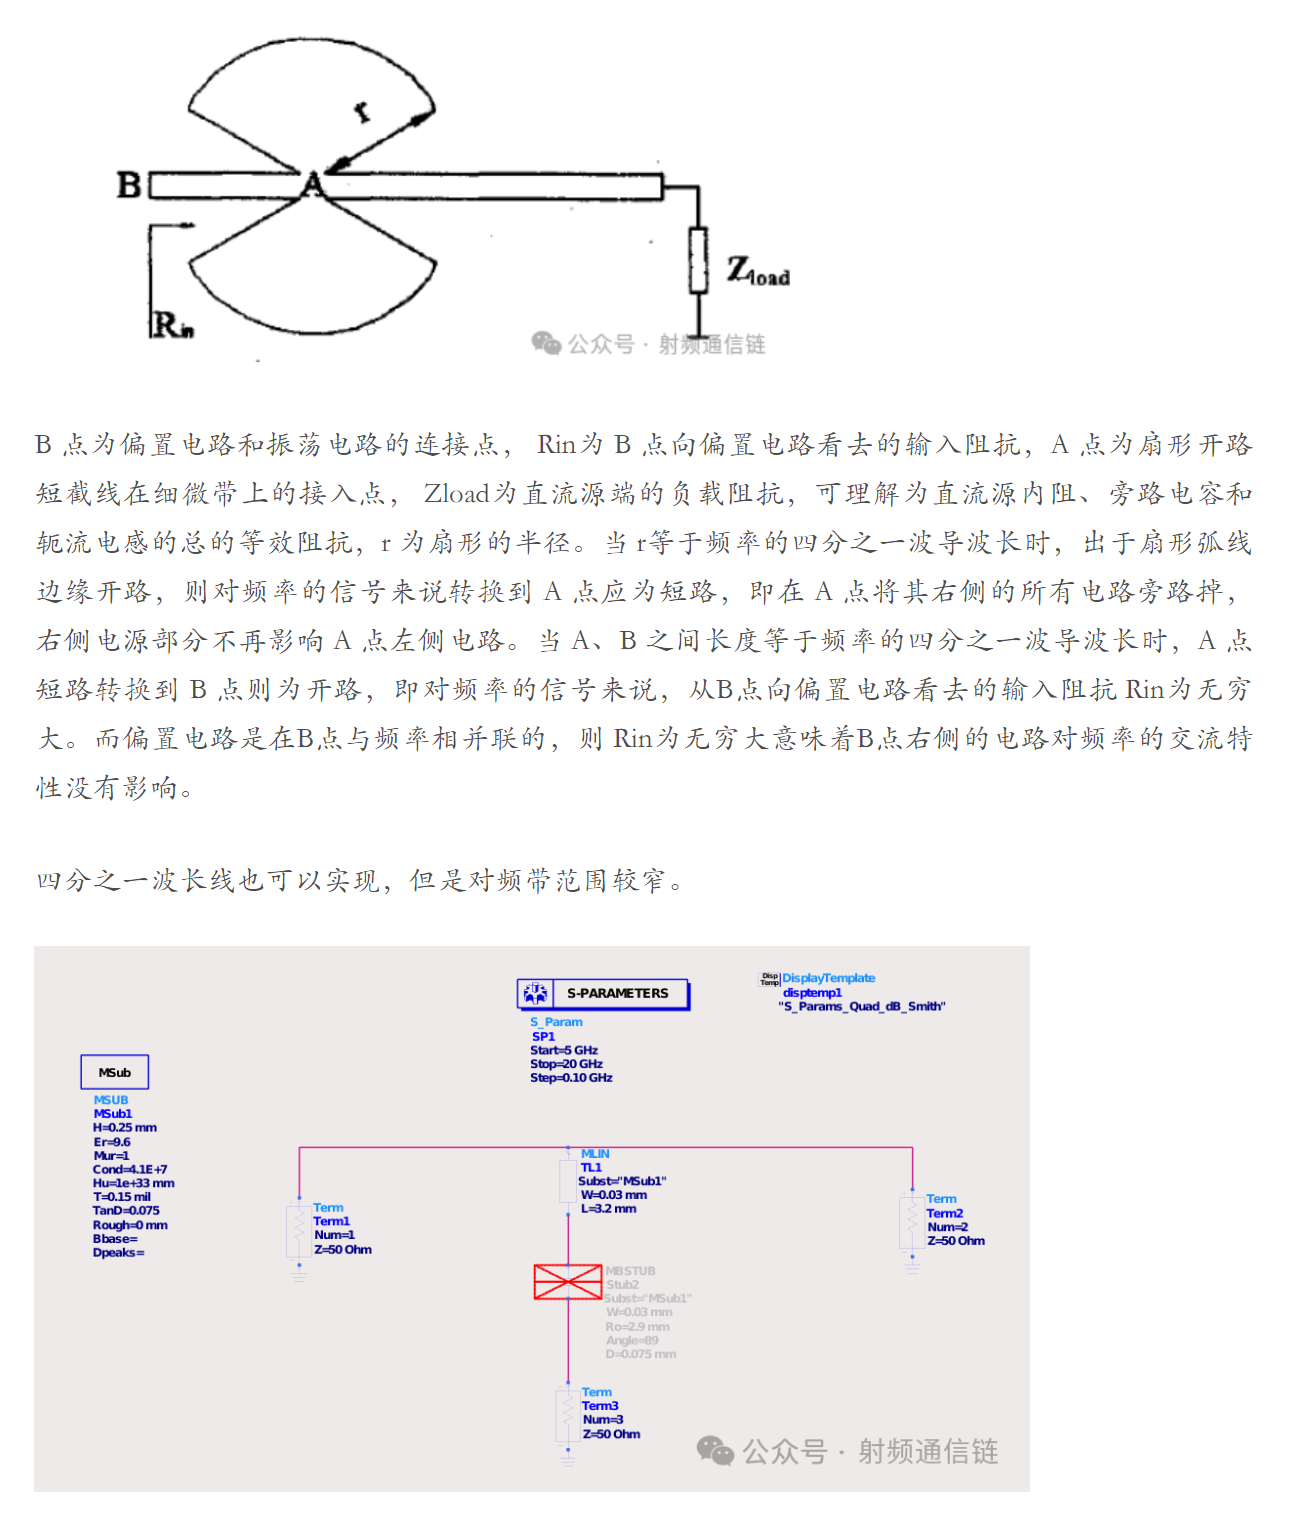 r
B
A
Rin
Zload
公众号 · 射频通信链
B 点为偏置电路和振荡电路的连接点， Rin为 B 点向偏置电路看去的输入阻抗，A 点为扇形开路
短截线在细微带上的接入点， Zload为直流源端的负载阻抗，可理解为直流源内阻、旁路电容和
轭流电感的总的等效阻抗，r 为扇形的半径。当 r等于频率的四分之一波导波长时，出于扇形弧线
边缘开路，则对频率的信号来说转换到 A 点应为短路，即在 A 点将其右侧的所有电路旁路掉，
右侧电源部分不再影响 A 点左侧电路。当 A、B 之间长度等于频率的四分之一波导波长时，A 点
短路转换到 B 点则为开路，即对频率的信号来说，从B点向偏置电路看去的输入阻抗 Rin为无穷
大。而偏置电路是在B点与频率相并联的，则 Rin为无穷大意味着B点右侧的电路对频率的交流特
性没有影响。
四分之一波长线也可以实现，但是对频带范围较窄。
S-PARAMETERS
S_Param
SP1
Start=5 GHz
Stop=20 GHz
Step=0.10 GHz
Disp
Temp
DisplayTemplate
disptemp1
"S_Params_Quad_dB_Smith"
MSub
MSUB
MSub1
H=0.25 mm
Er=9.6
Mur=1
Cond=4.1E+7
Hu=1e+33 mm
T=0.15 mil
TanD=0.075
Rough=0 mm
Bbase=
Dpeaks=
MLIN
TL1
Subst="MSub1"
W=0.03 mm
L=3.2 mm
Term
Term1
Num=1
Z=50 Ohm
Term
Term2
Num=2
Z=50 Ohm
MBSTUB
Stub2
Subst="MSub1"
W=0.03 mm
Ro=2.9 mm
Angle=89
D=0.075 mm
Term
Term3
Num=3
Z=50 Ohm
公众号 · 射频通信链